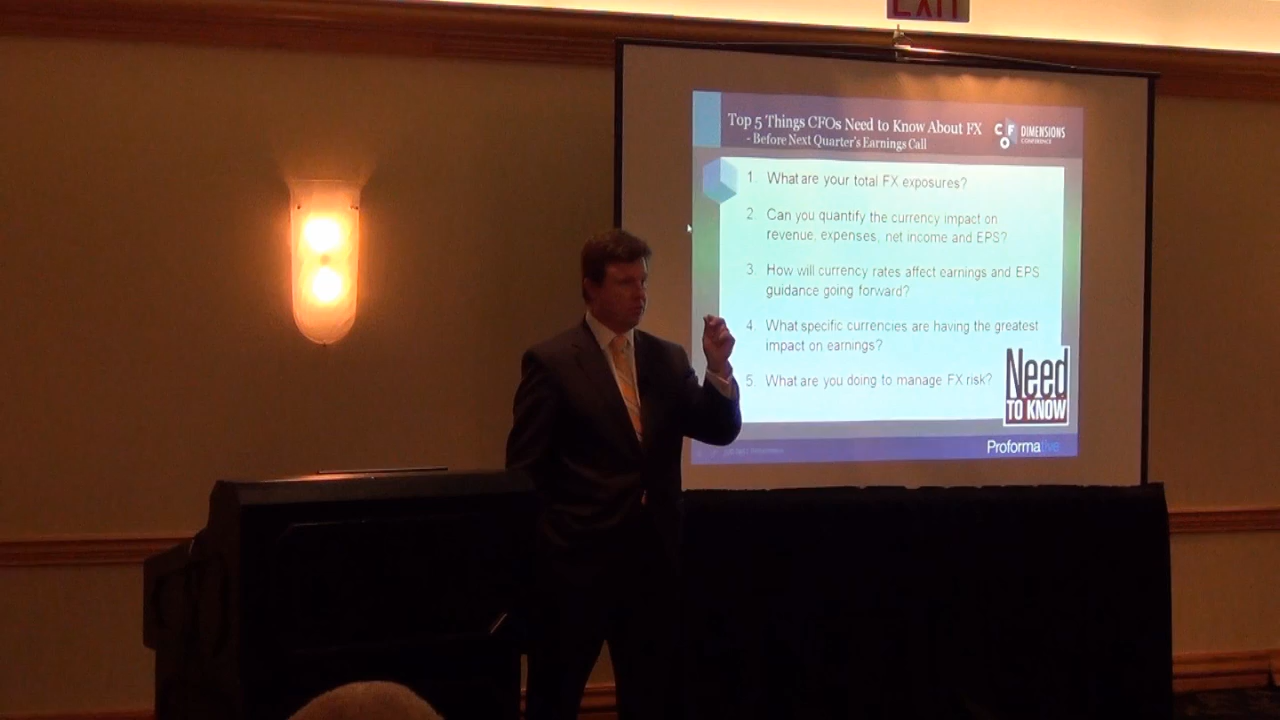 EXIT
Top 5 Things CFOs Need to Know About FX
- Before Next Quarter's Earnings Call
CFO DIMENSIONS
CONFERENCE
1. What are your total FX exposures?
2. Can you quantify the currency impact on
revenue, expenses, net income and EPS?
3. How will currency rates affect earnings and EPS
guidance going forward?
4. What specific currencies are having the greatest
impact on earnings?
5. What are you doing to manage FX risk?
Need
TO KNOW
Proformative